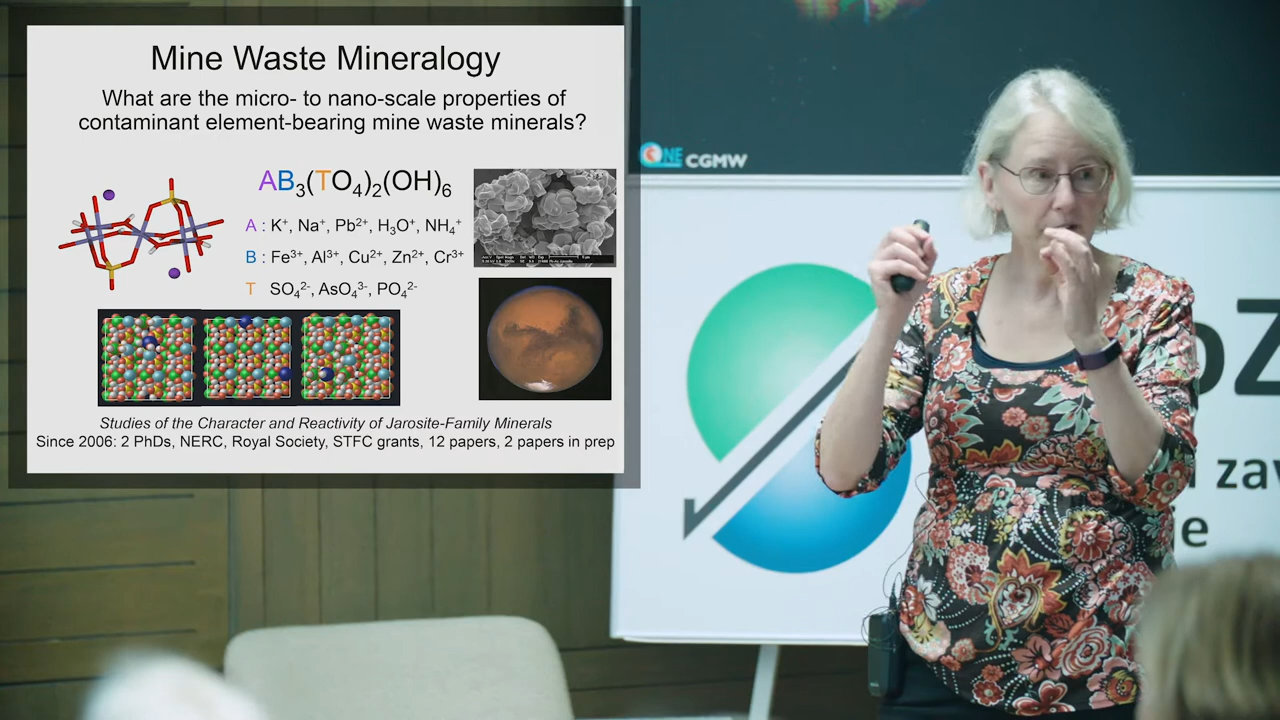 Mine Waste Mineralogy
What are the micro- to nano-scale properties of
contaminant element-bearing mine waste minerals?
AB₃(TO₄)₂(OH)₆
A : K⁺, Na⁺, Pb²⁺, H₃O⁺, NH₄⁺
B : Fe³⁺, Al³⁺, Cu²⁺, Zn²⁺, Cr³⁺
T SO₄²⁻, AsO₄³⁻, PO₄²⁻
Studies of the Character and Reactivity of Jarosite-Family Minerals
Since 2006: 2 PhDs, NERC, Royal Society, STFC grants, 12 papers, 2 papers in prep
CGMW